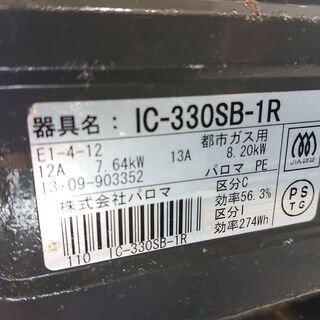 器具名: IC-330SB-1R
E1-4-12 都市ガス用
12A 7.64kW 13A 8.20kW
13・09-903352 パロマ PE
株式会社パロマ 区分C
効率56.3%
区分I
110 IC-330SB-1R 効率274Wh
PS
TG